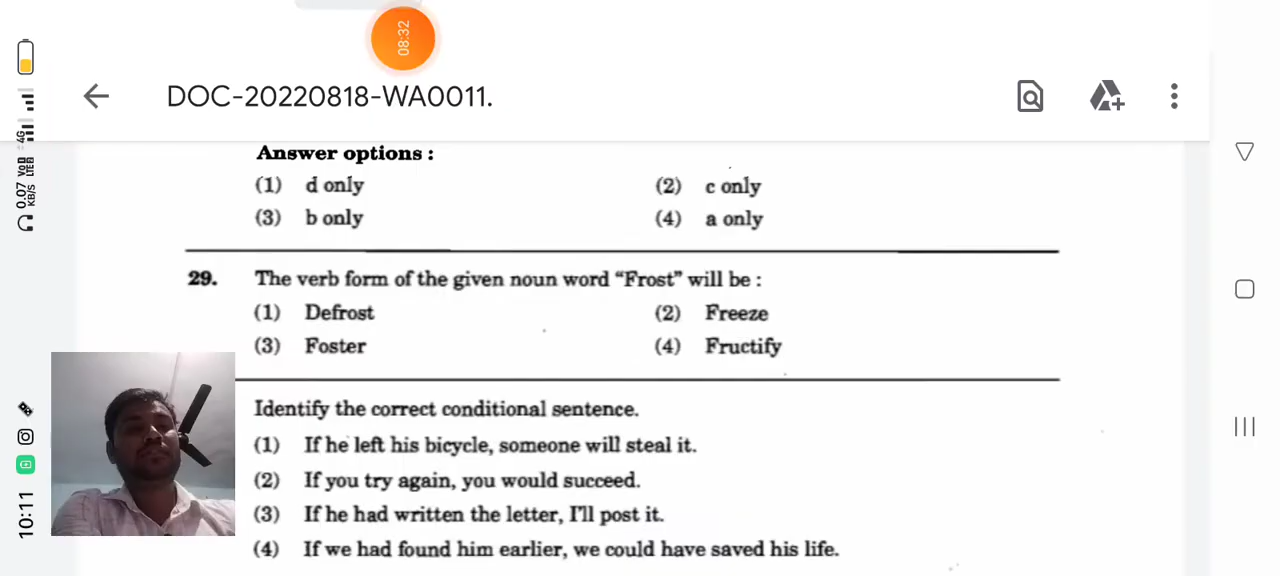 08:32
DOC-20220818-WA0011.
Answer options :
(1) d only (2) c only
(3) b only (4) a only
29. The verb form of the given noun word “Frost” will be :
(1) Defrost (2) Freeze
(3) Foster (4) Fructify
Identify the correct conditional sentence.
(1) If he left his bicycle, someone will steal it.
(2) If you try again, you would succeed.
(3) If he had written the letter, I'll post it.
(4) If we had found him earlier, we could have saved his life.
10:11
0.07 KB/S
4G